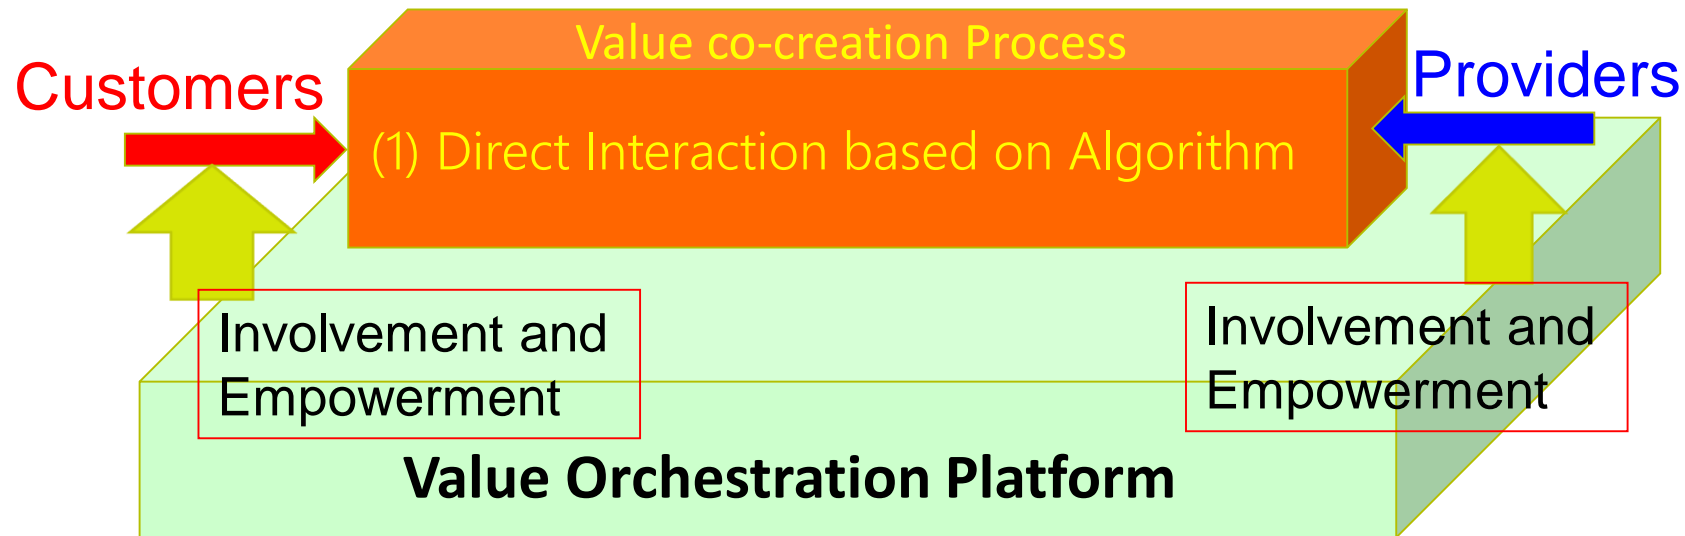 Value co-creation Process
Customers
Providers
(1) Direct Interaction based on Algorithm
Involvement and
Empowerment
Involvement and
Empowerment
Value Orchestration Platform